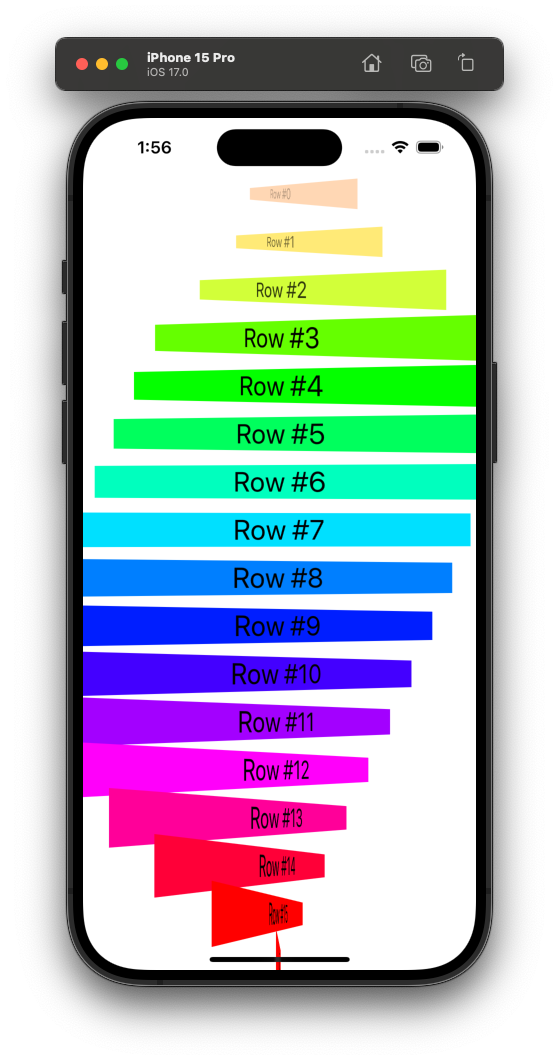 iPhone 15 Pro
iOS 17.0
1:56
Row #0
Row #1
Row #2
Row #3
Row #4
Row #5
Row #6
Row #7
Row #8
Row #9
Row #10
Row #11
Row #12
Row #13
Row #14
Row #15